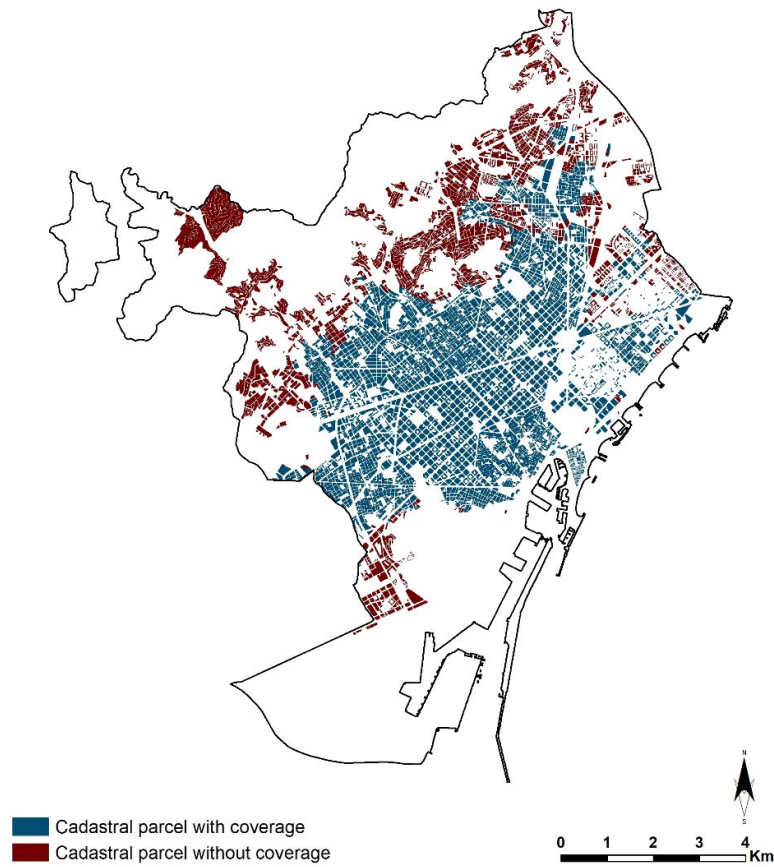 N
S
Cadastral parcel with coverage
Cadastral parcel without coverage
0 1 2 3 4
Km